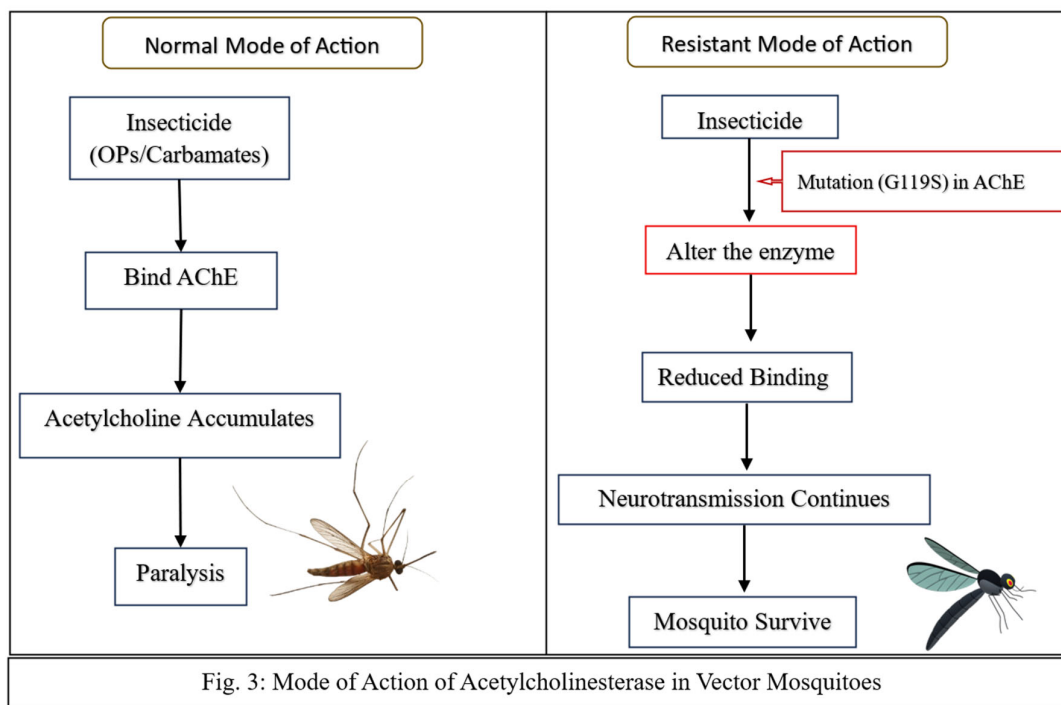 Normal Mode of Action
Insecticide
(OPs/Carbamates)
Bind AChE
Acetylcholine Accumulates
Paralysis
Resistant Mode of Action
Insecticide
Mutation (G119S) in AChE
Alter the enzyme
Reduced Binding
Neurotransmission Continues
Mosquito Survive
Fig. 3: Mode of Action of Acetylcholinesterase in Vector Mosquitoes